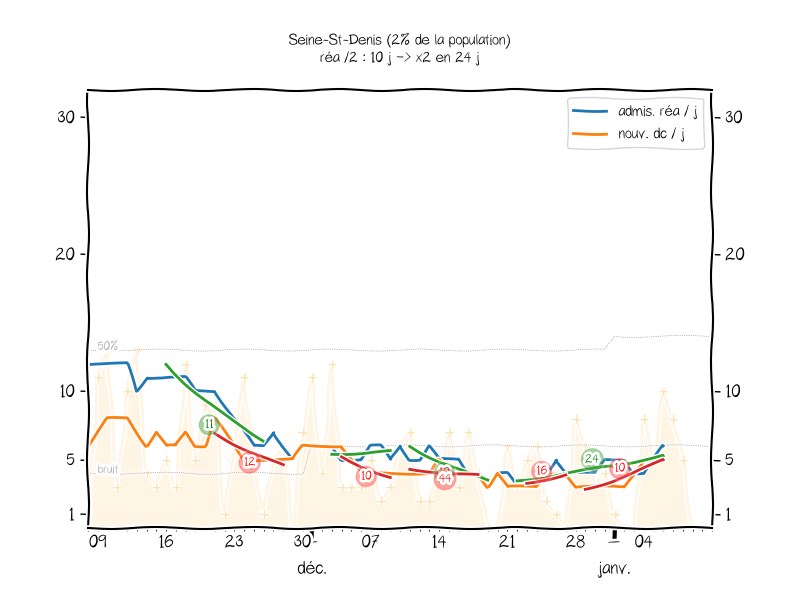 Seine-St-Denis (2% de la population)
réa /2 : 10 j -> x2 en 24 j
admis. réa / j
nouv. dc / j
30
30
20
20
50%
10
10
11
12
10
44
16
24
10
5
5
bruit
1
1
09 16 23 30 07 14 21 28 04
déc. janv.